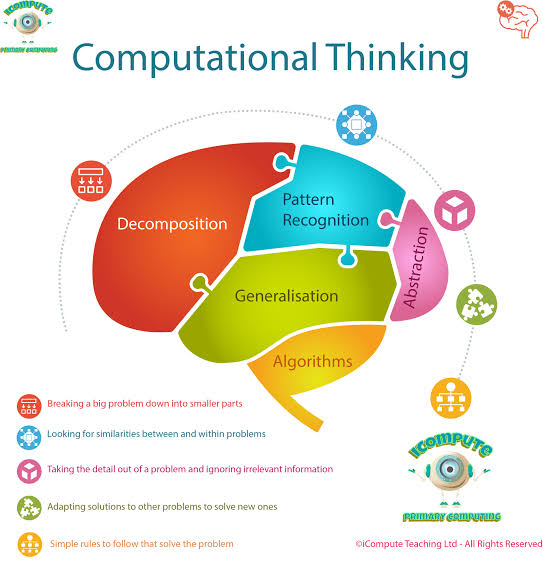 iCOMPUTE
PRIMARY COMPUTING
Computational Thinking
Decomposition
Pattern
Recognition
Abstraction
Generalisation
Algorithms
Breaking a big problem down into smaller parts
Looking for similarities between and within problems
Taking the detail out of a problem and ignoring irrelevant information
Adapting solutions to other problems to solve new ones
Simple rules to follow that solve the problem
iCOMPUTE
PRIMARY COMPUTING
©iCompute Teaching Ltd - All Rights Reserved